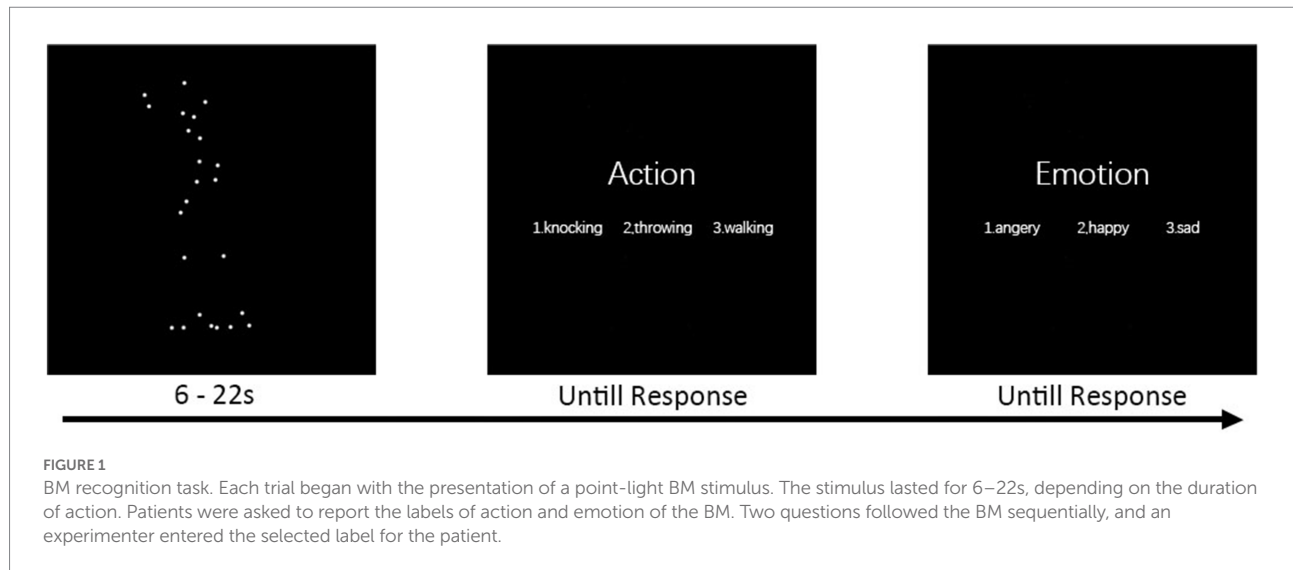 Action
1.knocking 2,throwing 3.walking
Emotion
1.angery 2,happy 3.sad
6 - 22s
Untill Response
Untill Response
FIGURE 1
BM recognition task. Each trial began with the presentation of a point-light BM stimulus. The stimulus lasted for 6–22s, depending on the duration
of action. Patients were asked to report the labels of action and emotion of the BM. Two questions followed the BM sequentially, and an
experimenter entered the selected label for the patient.